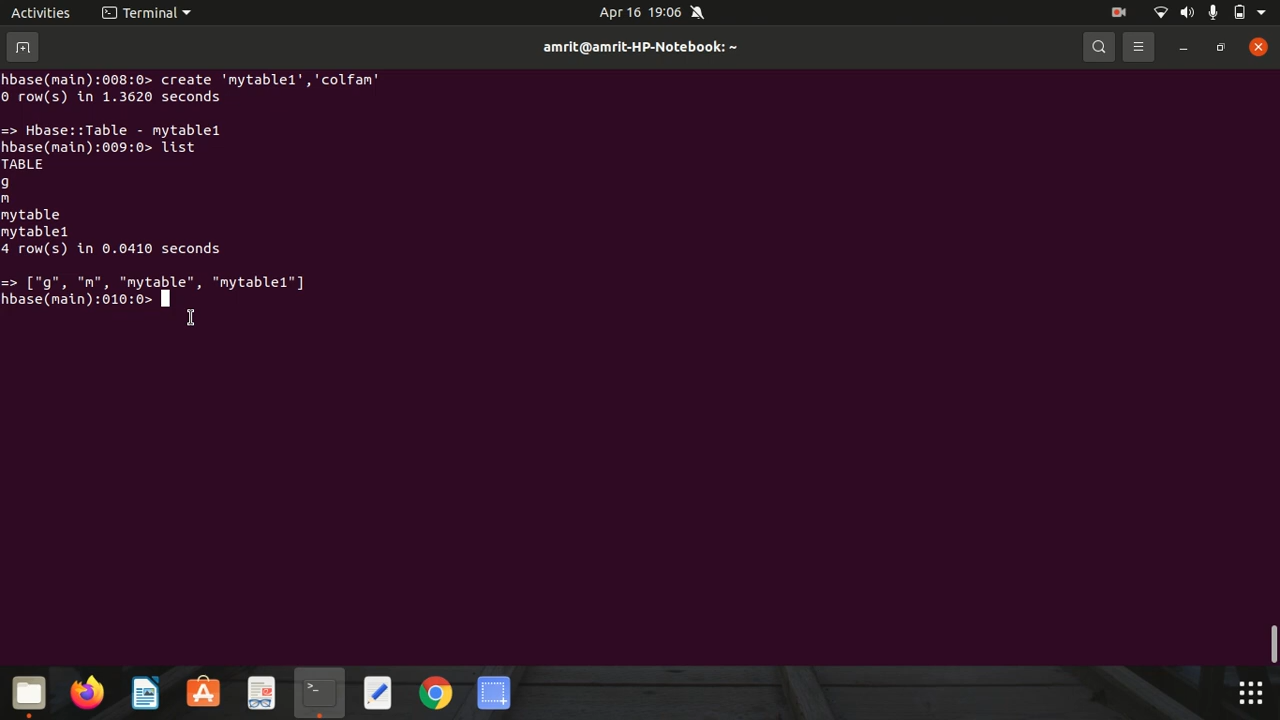 Activities
Terminal
Apr 16 19:06
amrit@amrit-HP-Notebook: ~
hbase(main):008:0> create 'mytable1','colfam'
0 row(s) in 1.3620 seconds
=> Hbase::Table - mytable1
hbase(main):009:0> list
TABLE
g
m
mytable
mytable1
4 row(s) in 0.0410 seconds
=> ["g", "m", "mytable", "mytable1"]
hbase(main):010:0>